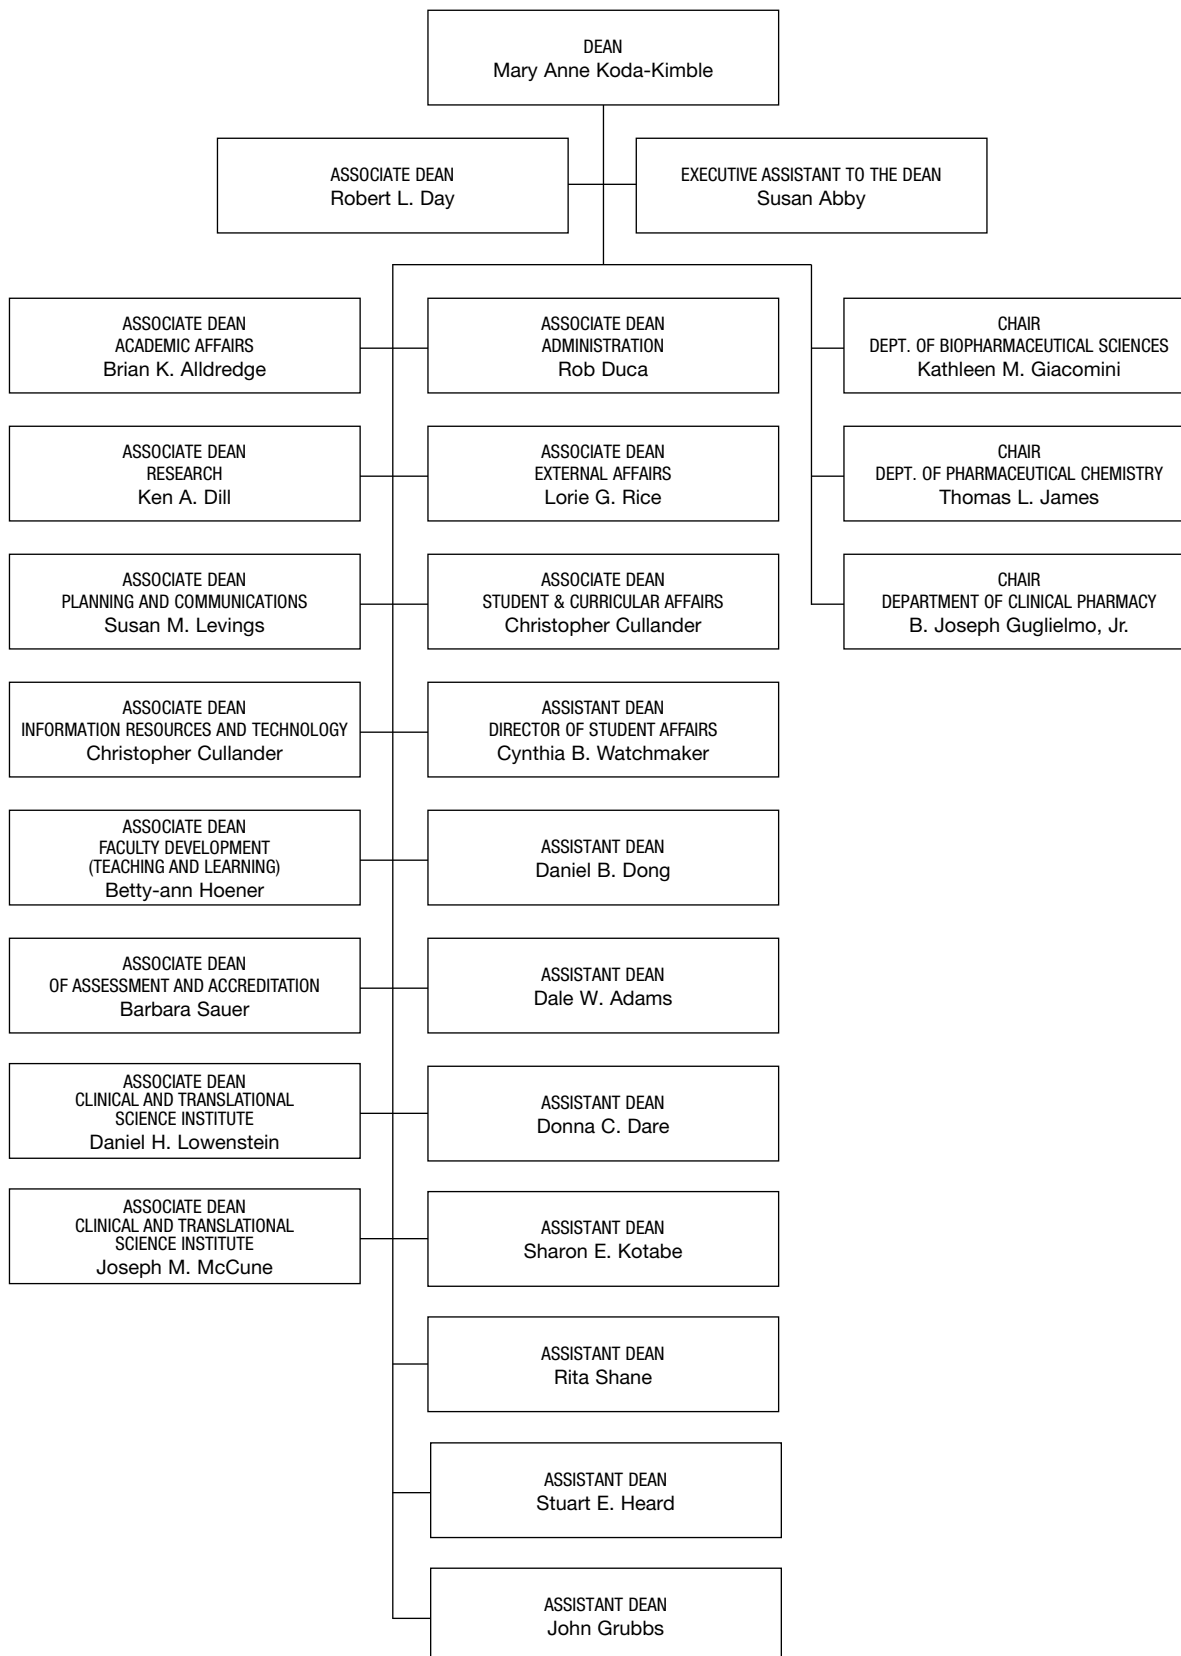 DEAN
Mary Anne Koda-Kimble
ASSOCIATE DEAN
Robert L. Day
EXECUTIVE ASSISTANT TO THE DEAN
Susan Abby
ASSOCIATE DEAN
ACADEMIC AFFAIRS
Brian K. Alldredge
ASSOCIATE DEAN
ADMINISTRATION
Rob Duca
CHAIR
DEPT. OF BIOPHARMACEUTICAL SCIENCES
Kathleen M. Giacomini
ASSOCIATE DEAN
RESEARCH
Ken A. Dill
ASSOCIATE DEAN
EXTERNAL AFFAIRS
Lorie G. Rice
CHAIR
DEPT. OF PHARMACEUTICAL CHEMISTRY
Thomas L. James
ASSOCIATE DEAN
PLANNING AND COMMUNICATIONS
Susan M. Levings
ASSOCIATE DEAN
STUDENT & CURRICULAR AFFAIRS
Christopher Cullander
CHAIR
DEPARTMENT OF CLINICAL PHARMACY
B. Joseph Guglielmo, Jr.
ASSOCIATE DEAN
INFORMATION RESOURCES AND TECHNOLOGY
Christopher Cullander
ASSISTANT DEAN
DIRECTOR OF STUDENT AFFAIRS
Cynthia B. Watchmaker
ASSOCIATE DEAN
FACULTY DEVELOPMENT
(TEACHING AND LEARNING)
Betty-ann Hoener
ASSISTANT DEAN
Daniel B. Dong
ASSOCIATE DEAN
OF ASSESSMENT AND ACCREDITATION
Barbara Sauer
ASSISTANT DEAN
Dale W. Adams
ASSOCIATE DEAN
CLINICAL AND TRANSLATIONAL
SCIENCE INSTITUTE
Daniel H. Lowenstein
ASSISTANT DEAN
Donna C. Dare
ASSOCIATE DEAN
CLINICAL AND TRANSLATIONAL
SCIENCE INSTITUTE
Joseph M. McCune
ASSISTANT DEAN
Sharon E. Kotabe
ASSISTANT DEAN
Rita Shane
ASSISTANT DEAN
Stuart E. Heard
ASSISTANT DEAN
John Grubbs